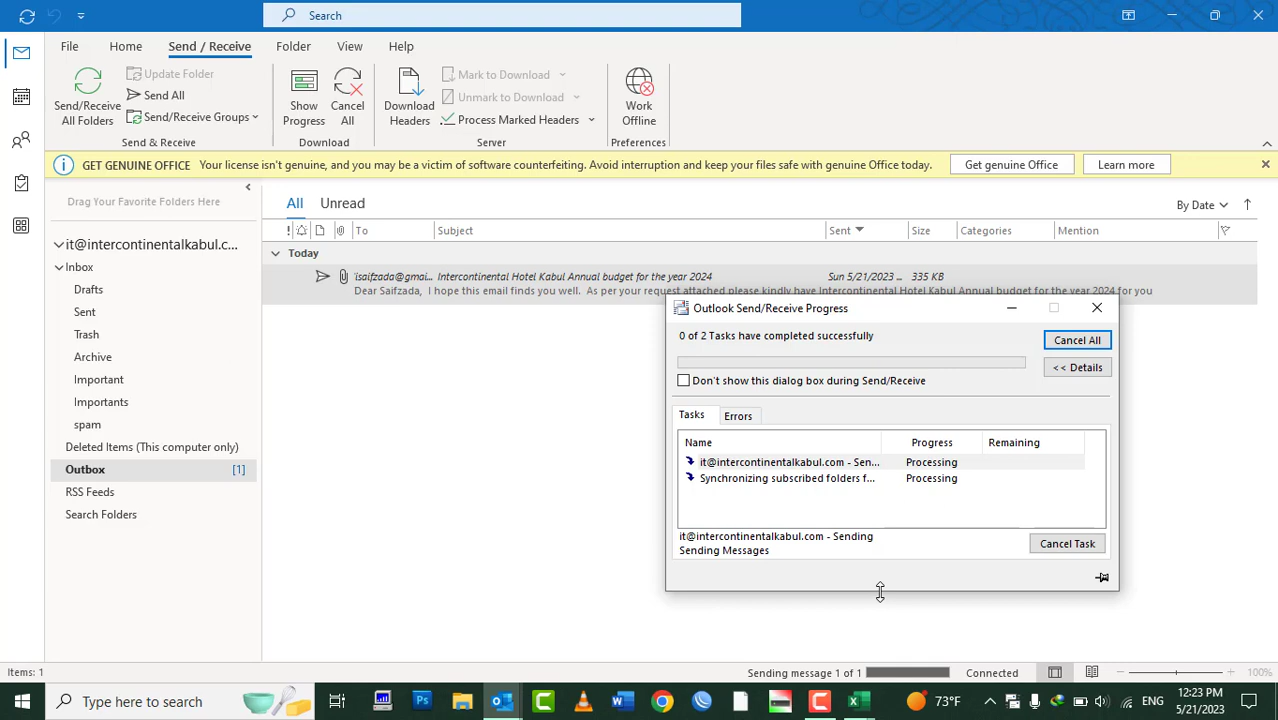 Search
File Home Send / Receive Folder View Help
Send/Receive All Folders
Update Folder
Send All
Send/Receive Groups
Send & Receive
Show Progress
Cancel All
Download
Download Headers
Mark to Download
Unmark to Download
Process Marked Headers
Server
Work Offline
Preferences
GET GENUINE OFFICE Your license isn't genuine, and you may be a victim of software counterfeiting. Avoid interruption and keep your files safe with genuine Office today. Get genuine Office Learn more
Drag Your Favorite Folders Here
it@intercontinentalkabul.c...
Inbox
Drafts
Sent
Trash
Archive
Important
Importants
spam
Deleted Items (This computer only)
Outbox [1]
RSS Feeds
Search Folders
All Unread By Date
! To Subject Sent Size Categories Mention
Today
'isaifzada@gmai... Intercontinental Hotel Kabul Annual budget for the year 2024 Sun 5/21/2023 ... 335 KB
Dear Saifzada, I hope this email finds you well. As per your request attached please kindly have Intercontinental Hotel Kabul Annual budget for the year 2024 for you
Outlook Send/Receive Progress
0 of 2 Tasks have completed successfully
Cancel All
<< Details
Don't show this dialog box during Send/Receive
Tasks Errors
Name Progress Remaining
it@intercontinentalkabul.com - Sen... Processing
Synchronizing subscribed folders f... Processing
it@intercontinentalkabul.com - Sending
Sending Messages
Cancel Task
Items: 1 Sending message 1 of 1 Connected 100%
Type here to search
73°F
ENG
12:23 PM
5/21/2023